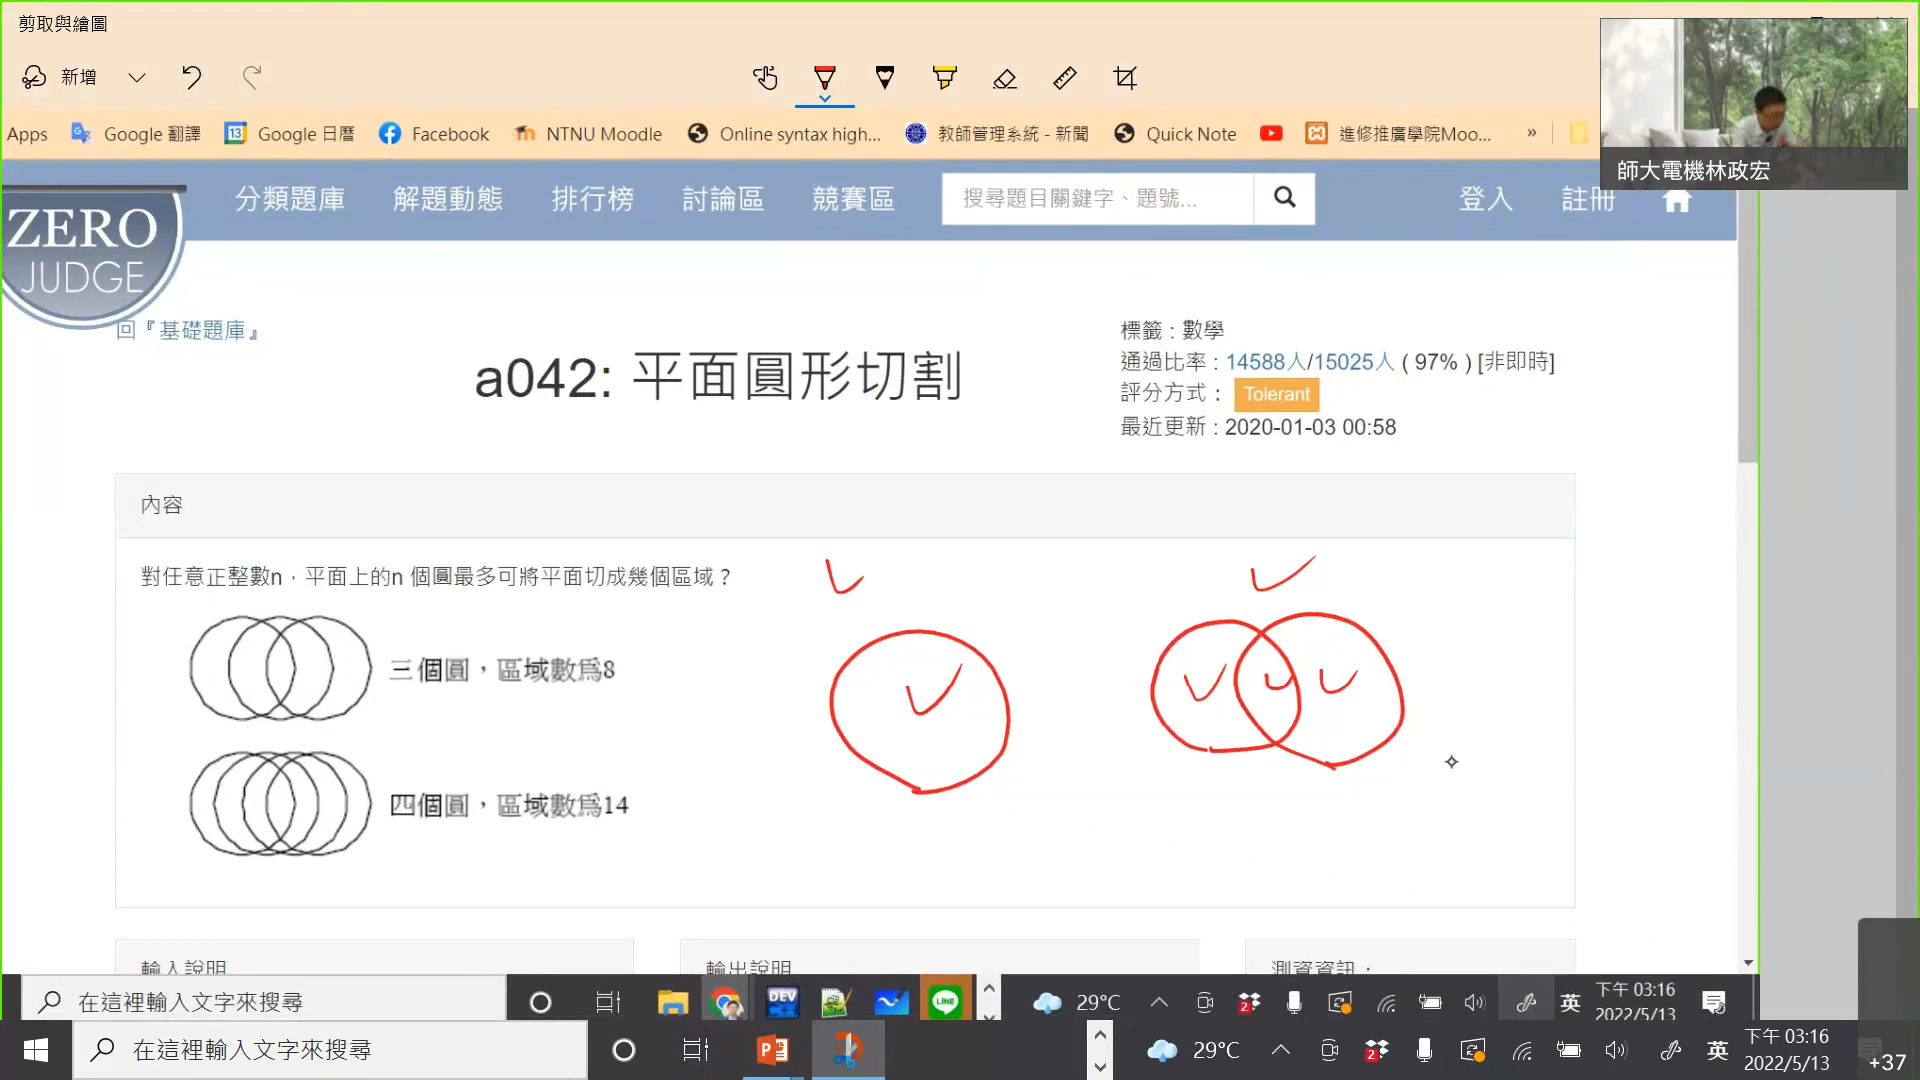 剪取與繪圖
新增
Apps
Google 翻譯
13
Google 日曆
Facebook
NTNU Moodle
Online syntax high...
教師管理系統 - 新聞
Quick Note
進修推廣學院Moo...
»
師大電機林政宏
ZERO
JUDGE
分類題庫
解題動態
排行榜
討論區
競賽區
搜尋題目關鍵字、題號...
登入
註冊
回『基礎題庫』
a042: 平面圓形切割
標籤 : 數學
通過比率 : 14588人/15025人 ( 97% ) [非即時]
評分方式 : Tolerant
最近更新 : 2020-01-03 00:58
內容
對任意正整數n，平面上的n 個圓最多可將平面切成幾個區域？
三個圓，區域數為8
四個圓，區域數為14
輸入說明
輸出說明
測資資訊：
在這裡輸入文字來搜尋
DEV
LINE
29°C
2
英
下午 03:16
2022/5/13
在這裡輸入文字來搜尋
P
29°C
2
英
下午 03:16
2022/5/13
+37